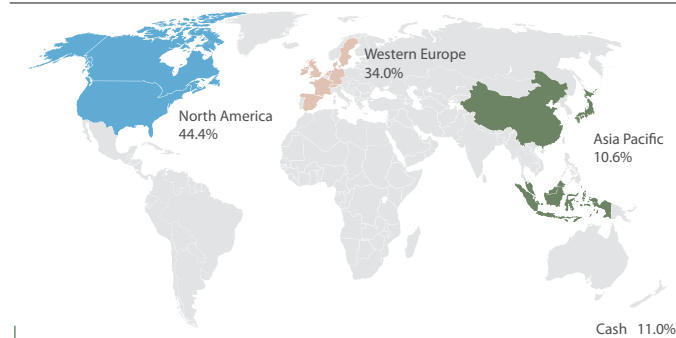 Western Europe
34.0%
North America
44.4%
Asia Pacific
10.6%
Cash 11.0%